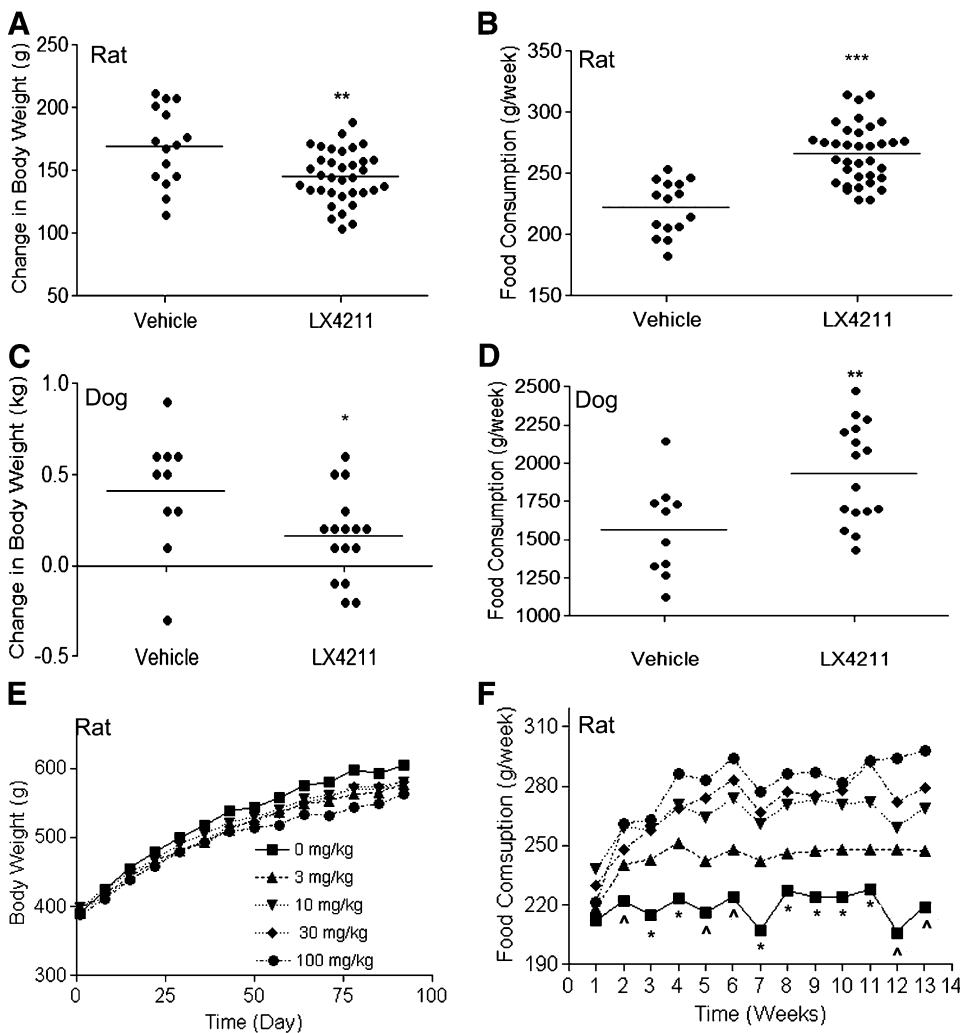 A
Rat
Change in Body Weight (g)
250
200
150
100
50
**
Vehicle
LX4211
B
Rat
Food Consumption (g/week)
350
300
250
200
150
***
Vehicle
LX4211
C
Dog
Change in Body Weight (kg)
1.0
0.5
0.0
-0.5
*
Vehicle
LX4211
D
Dog
Food Consumption (g/week)
2500
2250
2000
1750
1500
1250
1000
**
Vehicle
LX4211
E
Rat
Body Weight (g)
600
500
400
300
0 mg/kg
3 mg/kg
10 mg/kg
30 mg/kg
100 mg/kg
0 25 50 75 100
Time (Day)
F
Rat
Food Comsuption (g/week)
310
280
250
220
190
^ * * ^ ^ * * * * * ^ ^
0 1 2 3 4 5 6 7 8 9 10 11 12 13 14
Time (Weeks)